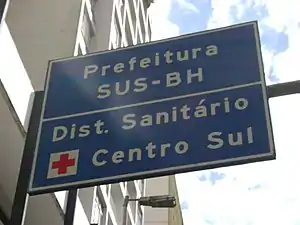 Prefeitura
SUS-BH
Dist. Sanitário
Centro Sul